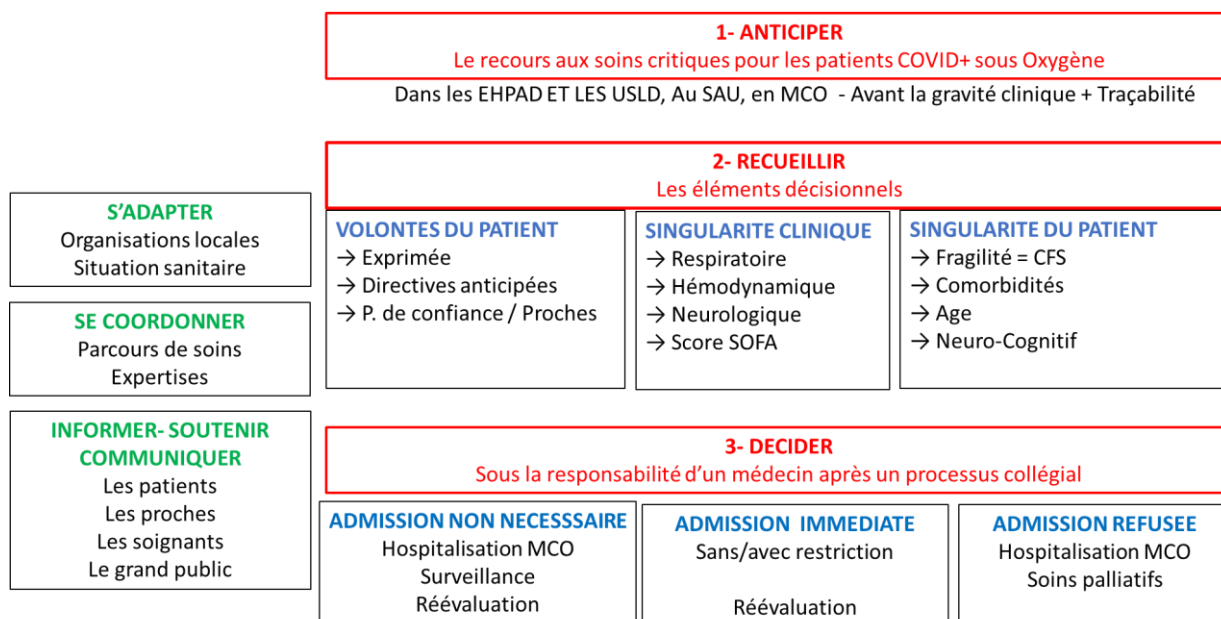 1- ANTICIPER
Le recours aux soins critiques pour les patients COVID+ sous Oxygène
Dans les EHPAD ET LES USLD, Au SAU, en MCO - Avant la gravité clinique + Traçabilité
2- RECUEILLIR
Les éléments décisionnels
VOLONTES DU PATIENT
→ Exprimée
→ Directives anticipées
→ P. de confiance / Proches
SINGULARITE CLINIQUE
→ Respiratoire
→ Hémodynamique
→ Neurologique
→ Score SOFA
SINGULARITE DU PATIENT
→ Fragilité = CFS
→ Comorbidités
→ Age
→ Neuro-Cognitif
S’ADAPTER
Organisations locales
Situation sanitaire
SE COORDONNER
Parcours de soins
Expertises
INFORMER- SOUTENIR
COMMUNIQUER
Les patients
Les proches
Les soignants
Le grand public
3- DECIDER
Sous la responsabilité d’un médecin après un processus collégial
ADMISSION NON NECESSSAIRE
Hospitalisation MCO
Surveillance
Réévaluation
ADMISSION IMMEDIATE
Sans/avec restriction
Réévaluation
ADMISSION REFUSEE
Hospitalisation MCO
Soins palliatifs